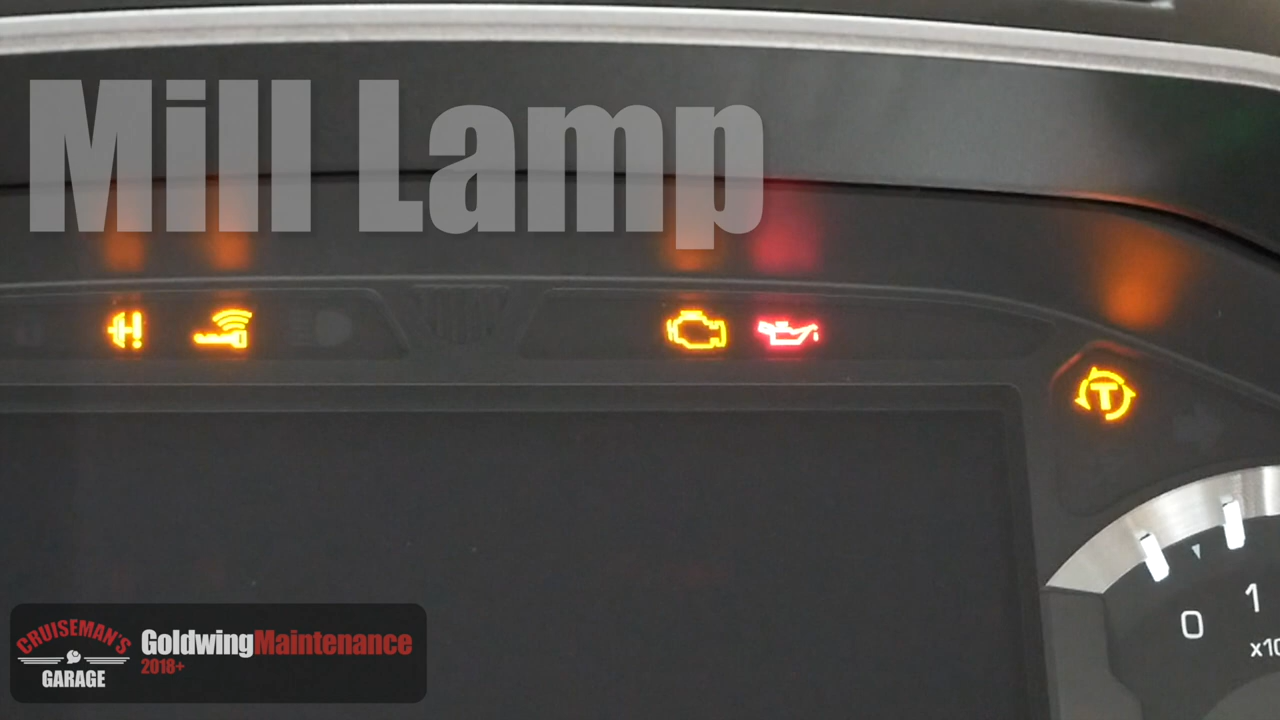 Mill Lamp
T
0
1
x10
CRUISEMAN'S
GARAGE
GoldwingMaintenance
2018+